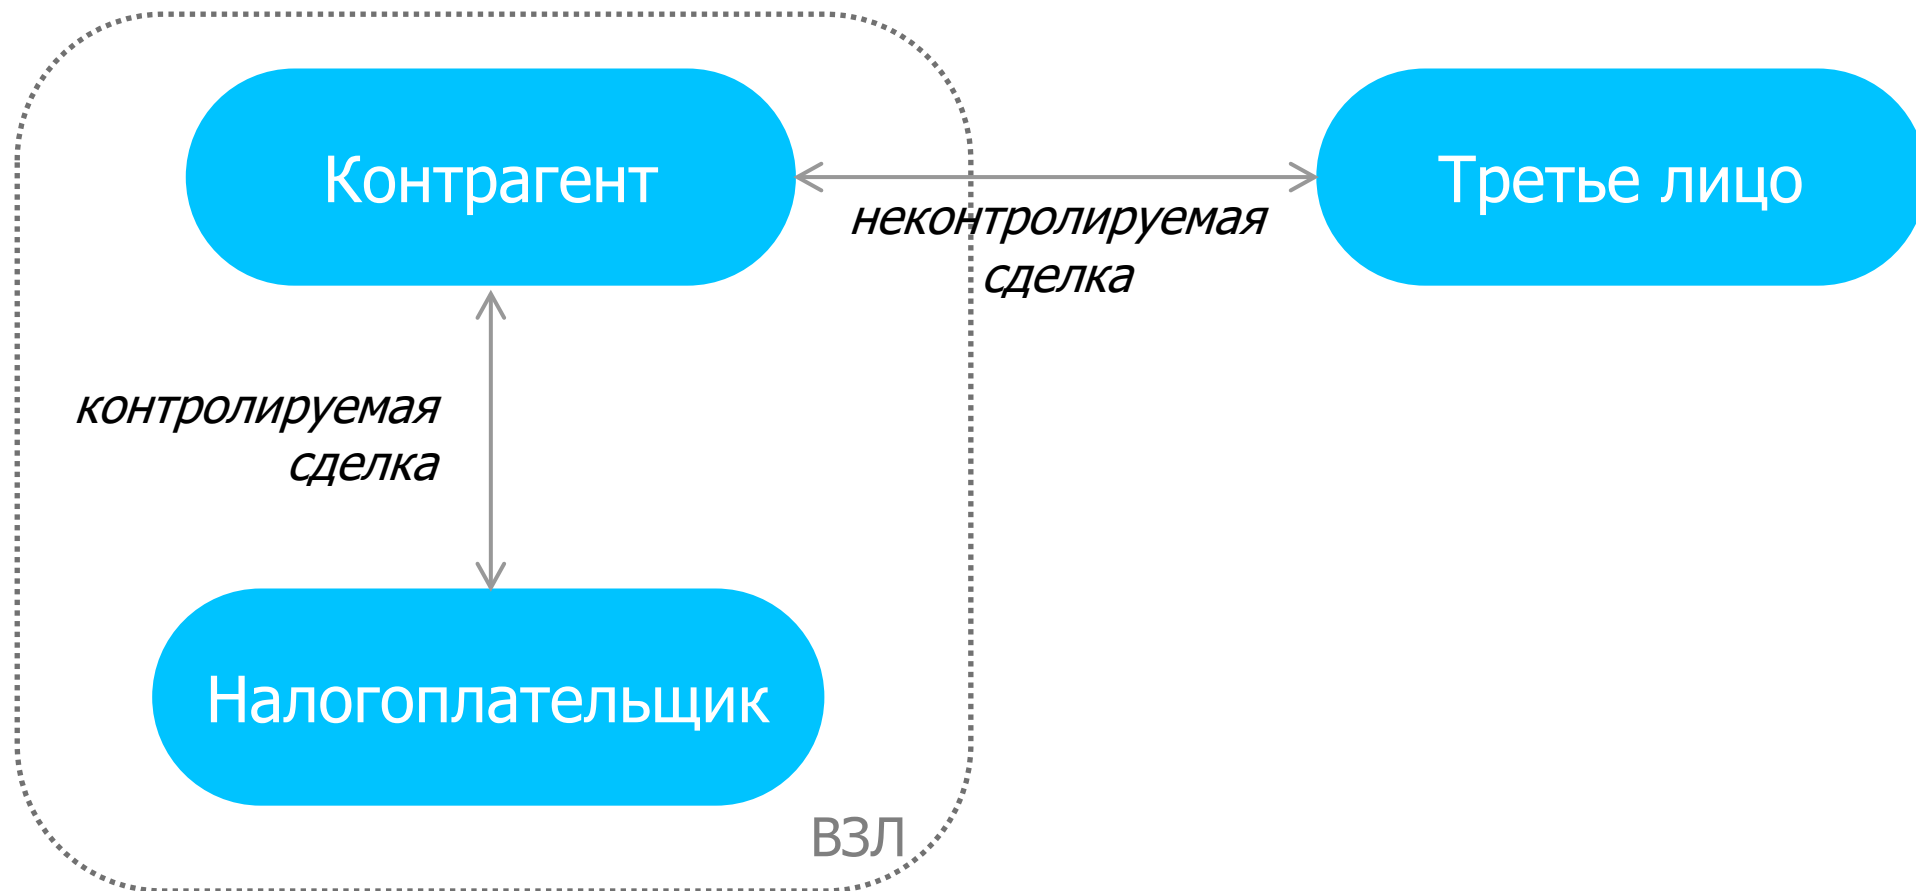 Контрагент
Третье лицо
неконтролируемая
сделка
контролируемая
сделка
Налогоплательщик
ВЗЛ